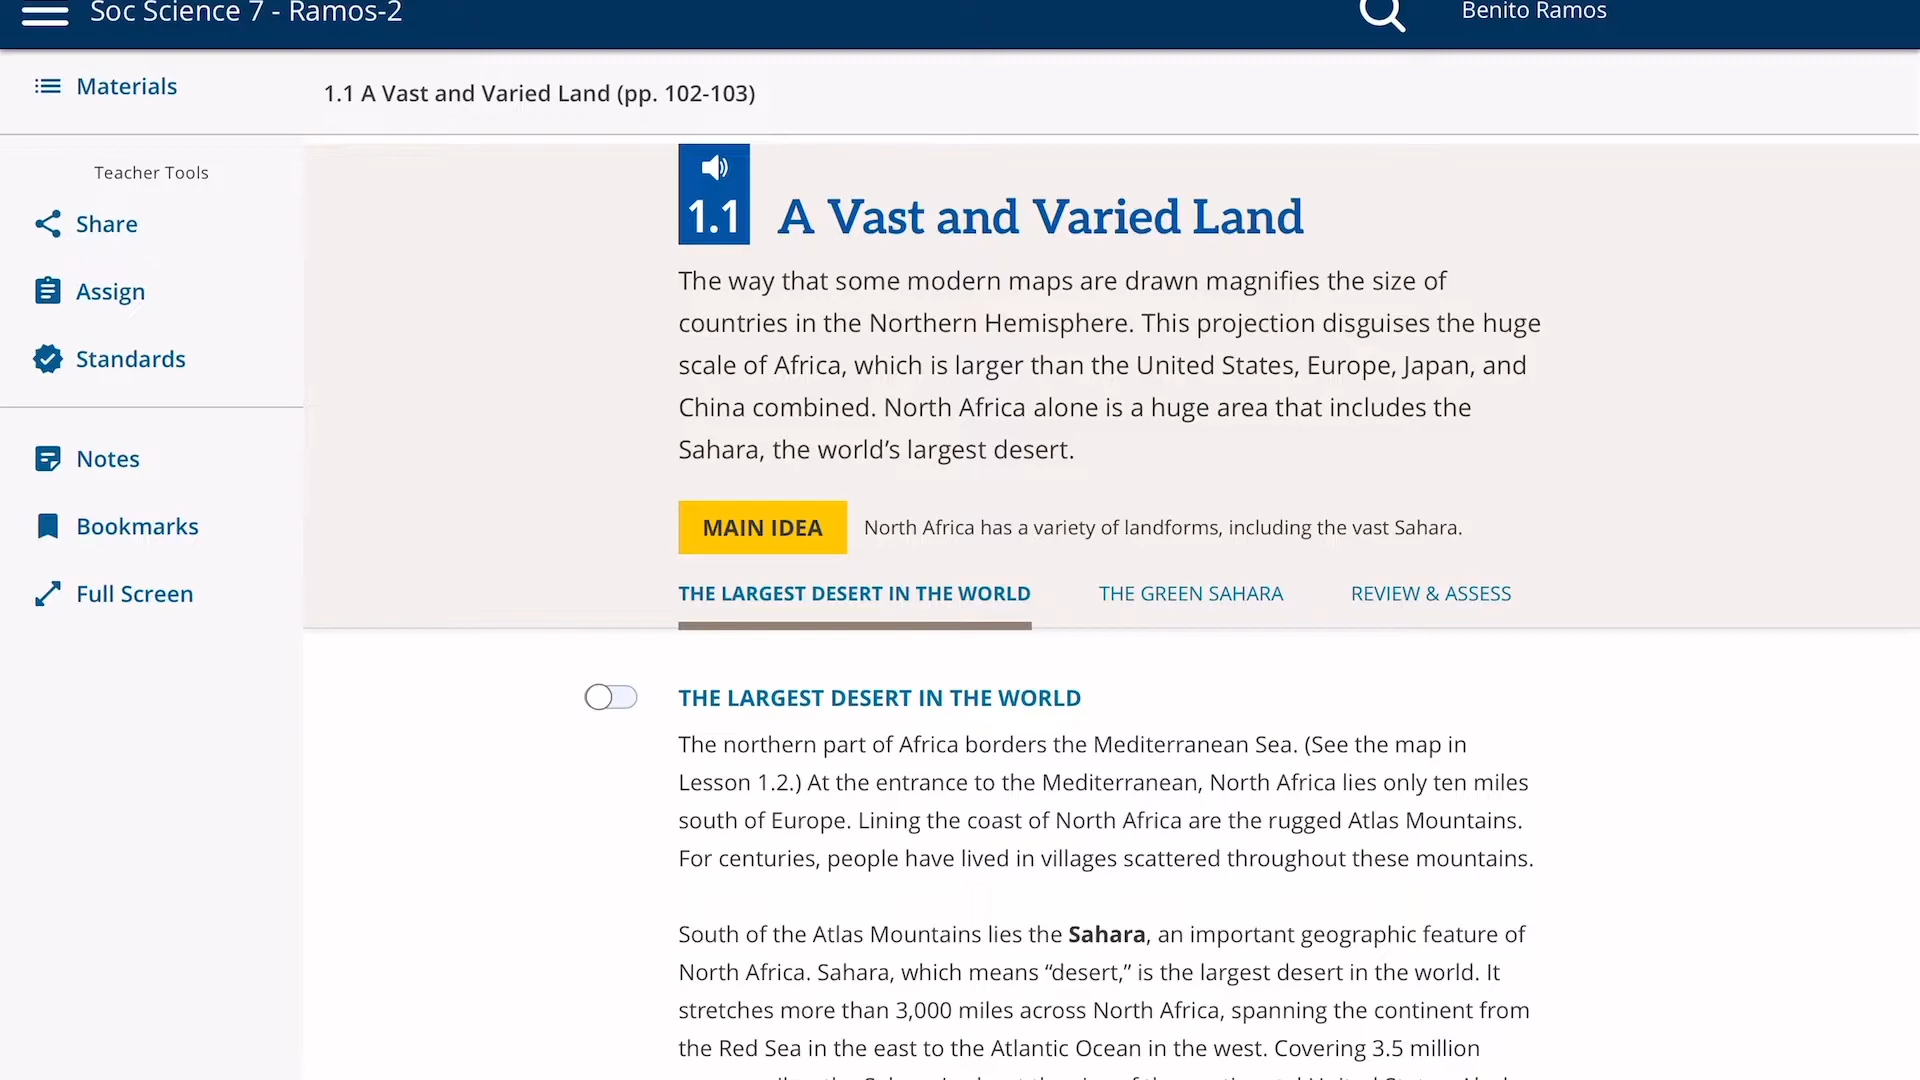 Soc Science 7 - Ramos-2
Benito Ramos
Materials
1.1 A Vast and Varied Land (pp. 102-103)
Teacher Tools
Share
Assign
Standards
Notes
Bookmarks
Full Screen
1.1 A Vast and Varied Land
The way that some modern maps are drawn magnifies the size of
countries in the Northern Hemisphere. This projection disguises the huge
scale of Africa, which is larger than the United States, Europe, Japan, and
China combined. North Africa alone is a huge area that includes the
Sahara, the world’s largest desert.
MAIN IDEA North Africa has a variety of landforms, including the vast Sahara.
THE LARGEST DESERT IN THE WORLD THE GREEN SAHARA REVIEW & ASSESS
THE LARGEST DESERT IN THE WORLD
The northern part of Africa borders the Mediterranean Sea. (See the map in
Lesson 1.2.) At the entrance to the Mediterranean, North Africa lies only ten miles
south of Europe. Lining the coast of North Africa are the rugged Atlas Mountains.
For centuries, people have lived in villages scattered throughout these mountains.
South of the Atlas Mountains lies the Sahara, an important geographic feature of
North Africa. Sahara, which means “desert,” is the largest desert in the world. It
stretches more than 3,000 miles across North Africa, spanning the continent from
the Red Sea in the east to the Atlantic Ocean in the west. Covering 3.5 million